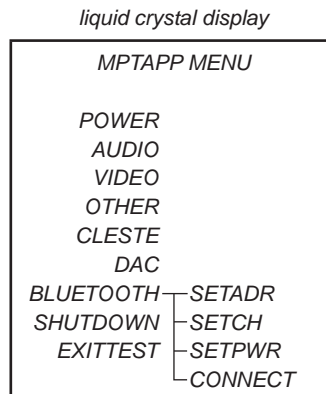 liquid crystal display
MPTAPP MENU
POWER
AUDIO
VIDEO
OTHER
CLESTE
DAC
BLUETOOTH SETADR
SHUTDOWN SETCH
EXITTEST SETPWR
CONNECT